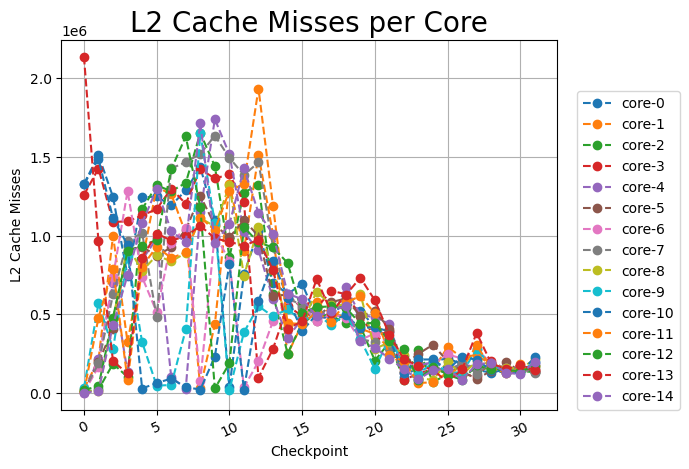 L2 Cache Misses per Core
1e6
2.0
1.5
1.0
0.5
0.0
L2 Cache Misses
0
5
10
15
20
25
30
Checkpoint
core-0
core-1
core-2
core-3
core-4
core-5
core-6
core-7
core-8
core-9
core-10
core-11
core-12
core-13
core-14